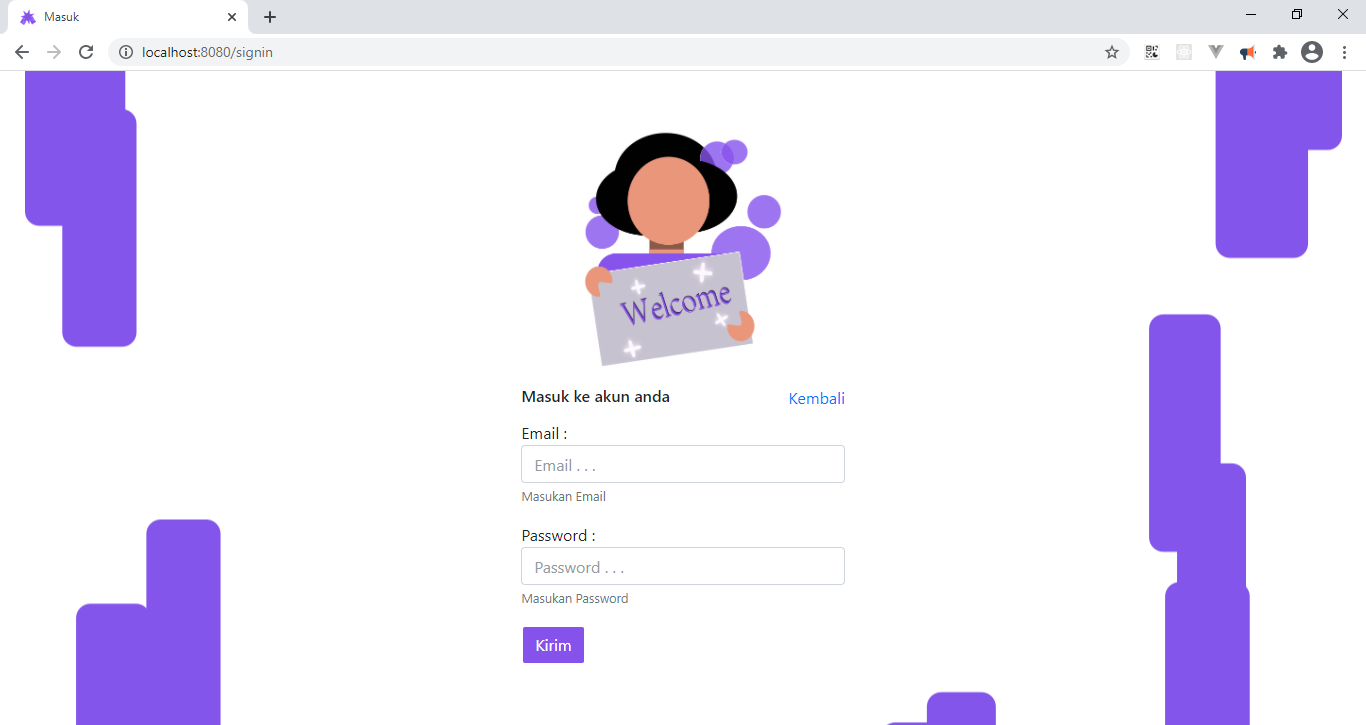 Masuk
localhost:8080/signin
Welcome
Masuk ke akun anda
Kembali
Email :
Email . . .
Masukan Email
Password :
Password . . .
Masukan Password
Kirim